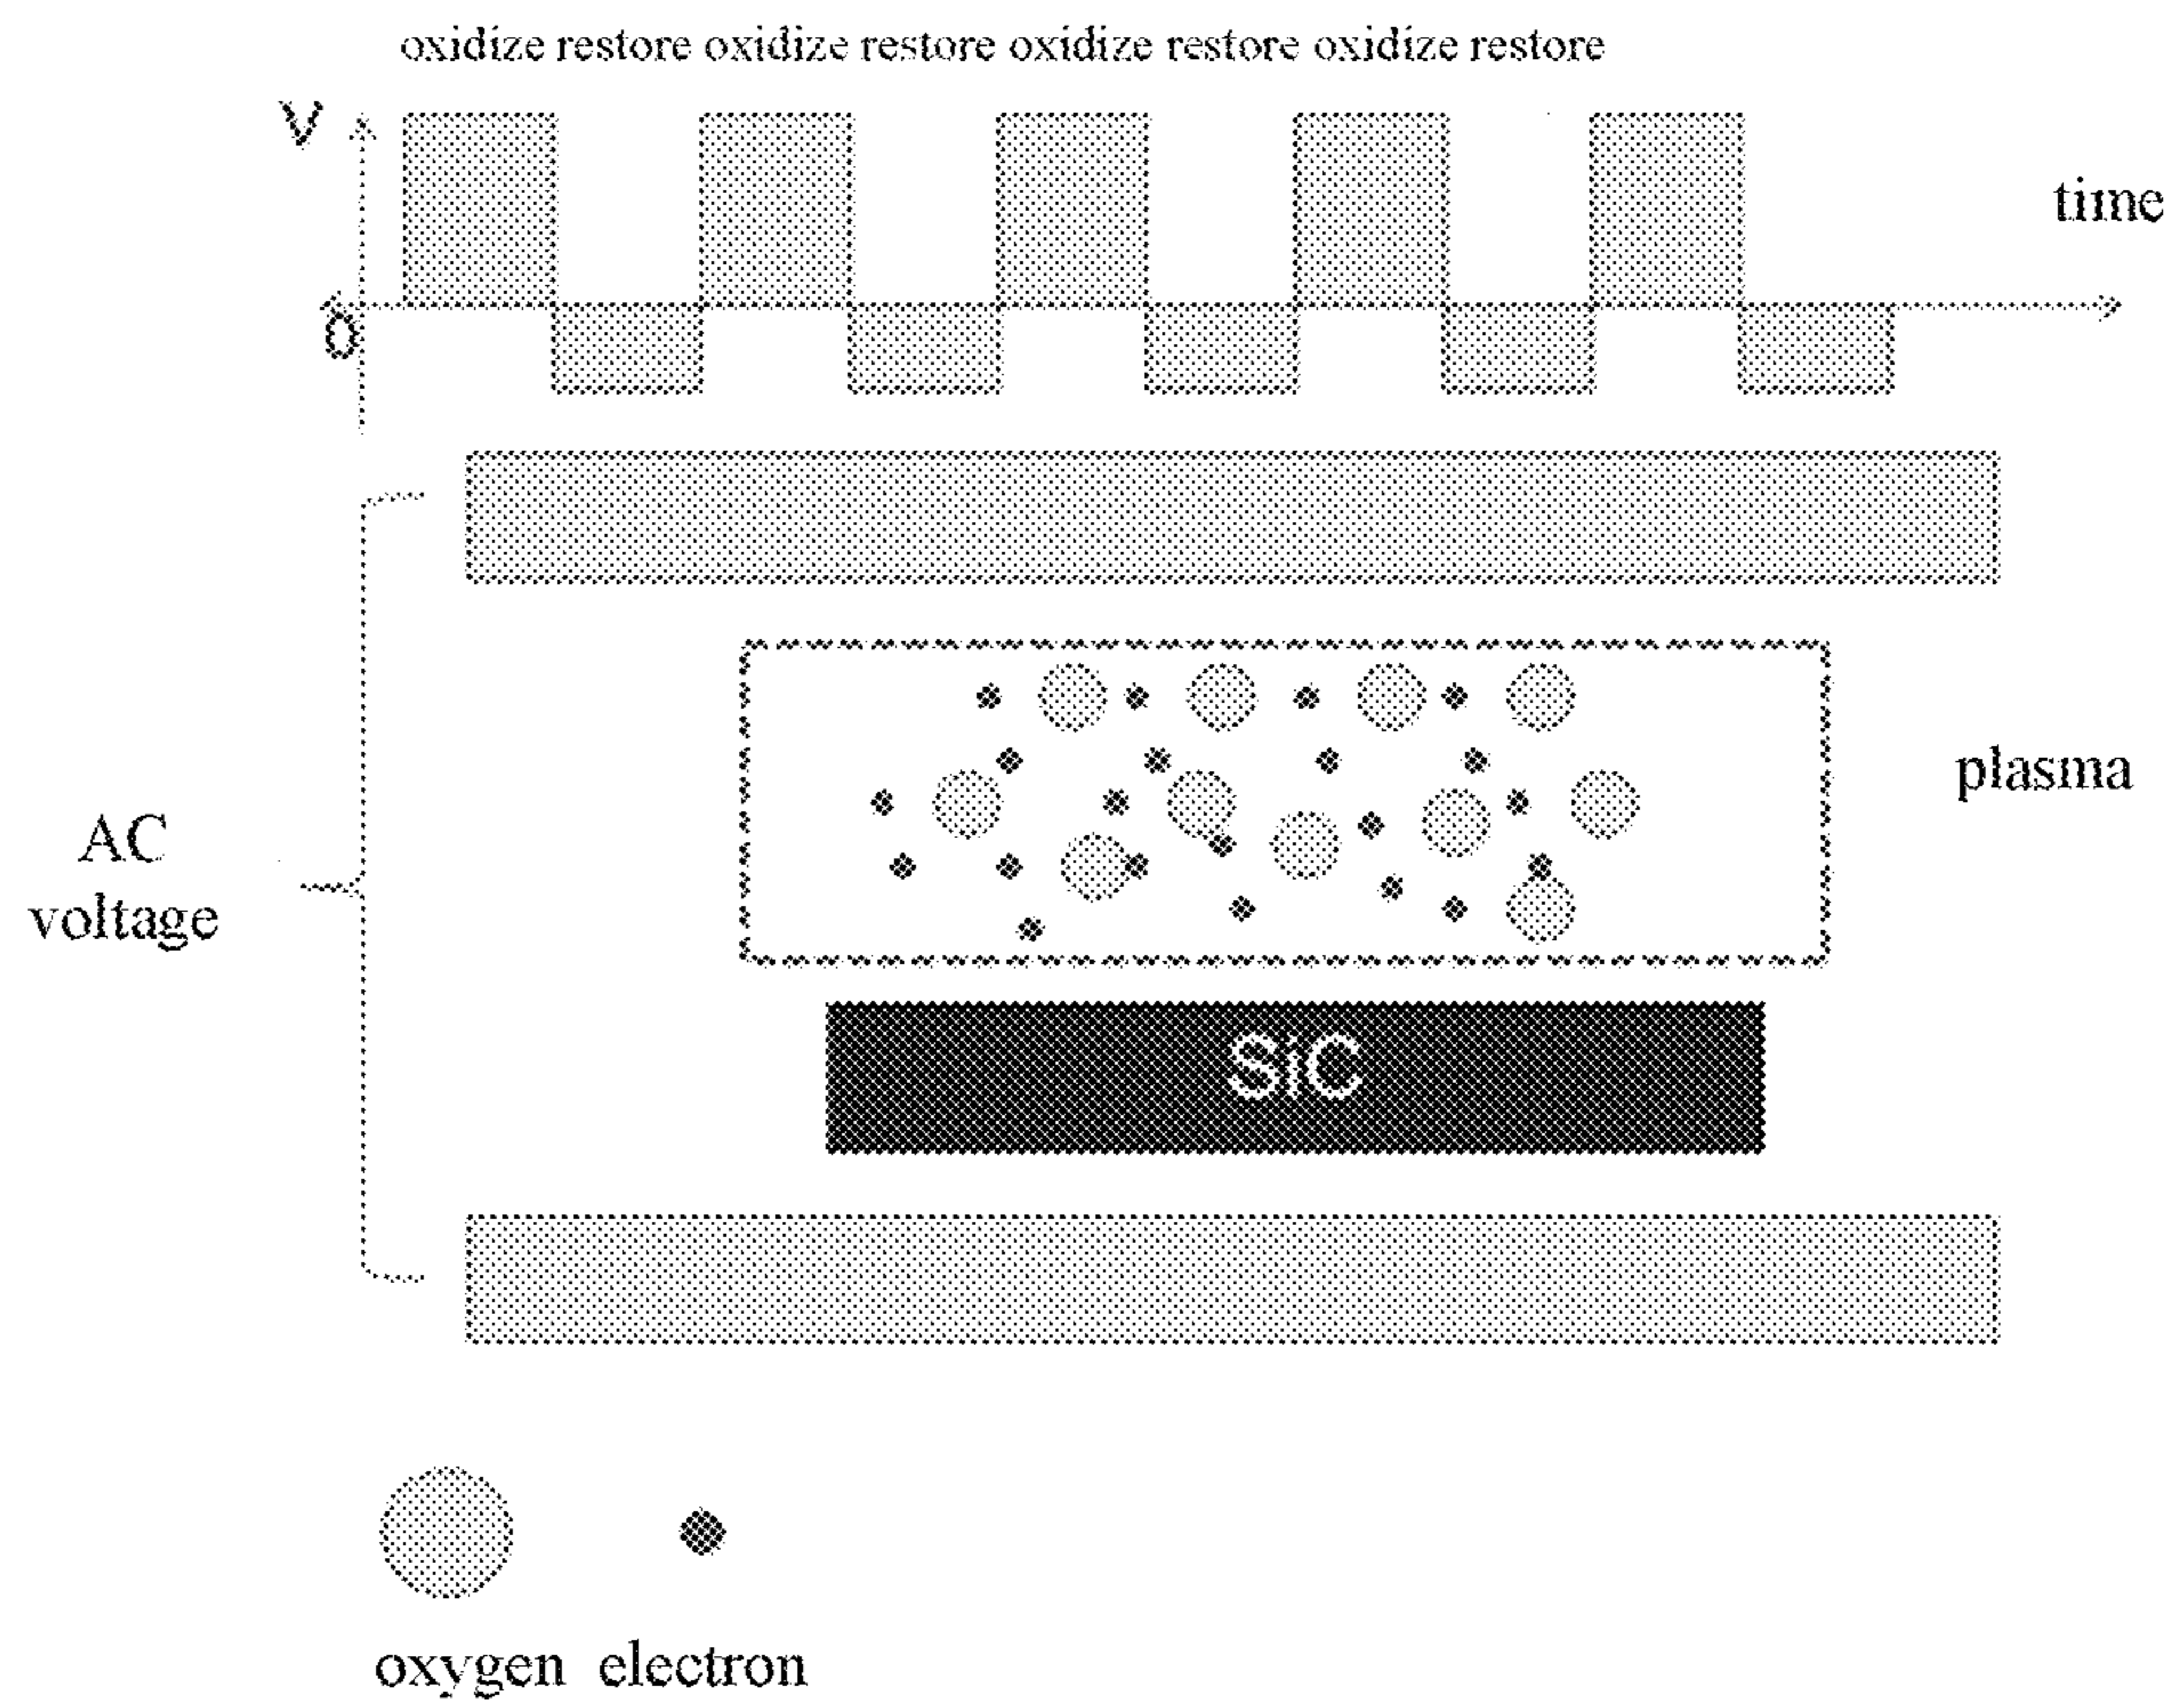 oxidize restore oxidize restore oxidize restore oxidize restore
V
time
0
plasma
AC
voltage
SiC
oxygen electron